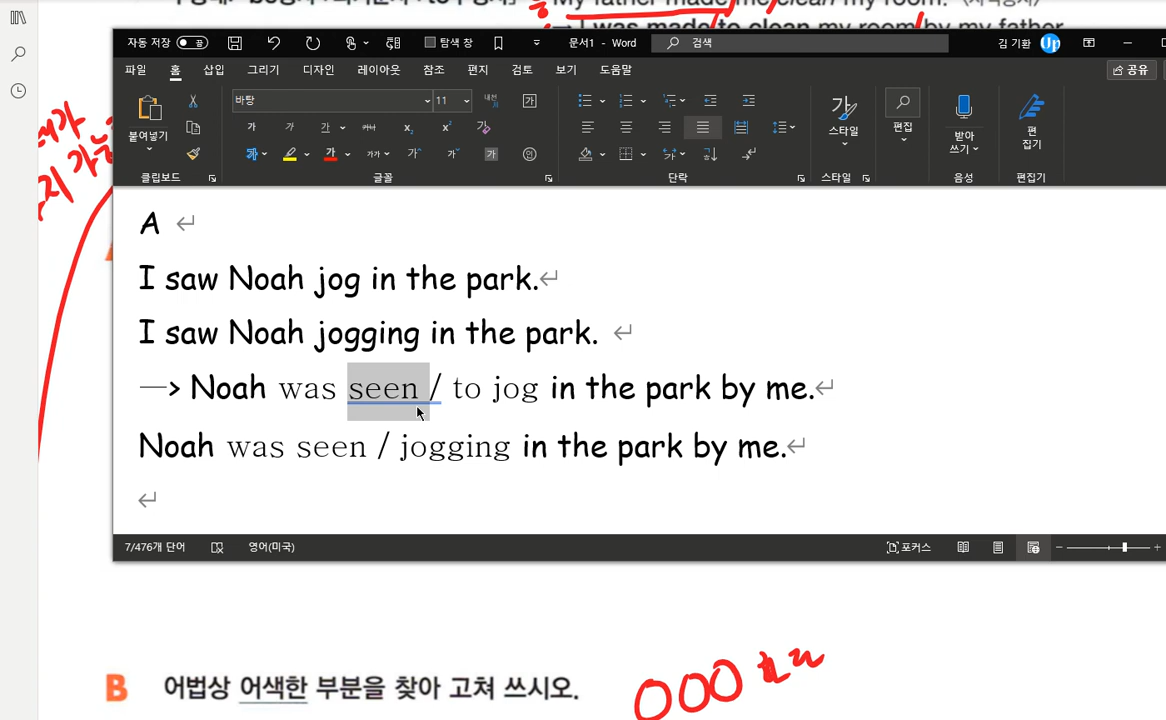 My father made me clean my room.
was made to clean my room by my father
자동 저장 끔 탐색 창 문서1 - Word 검색 김 기환 Up
파일 홈 삽입 그리기 디자인 레이아웃 참조 편지 검토 보기 도움말 공유
붙여넣기 바탕 11 스타일 편집 받아쓰기 편집기
클립보드 글꼴 단락 스타일 음성 편집기
A
I saw Noah jog in the park.
I saw Noah jogging in the park.
—> Noah was seen / to jog in the park by me.
Noah was seen / jogging in the park by me.
7/476개 단어 영어(미국) 포커스
B 어법상 어색한 부분을 찾아 고쳐 쓰시오.